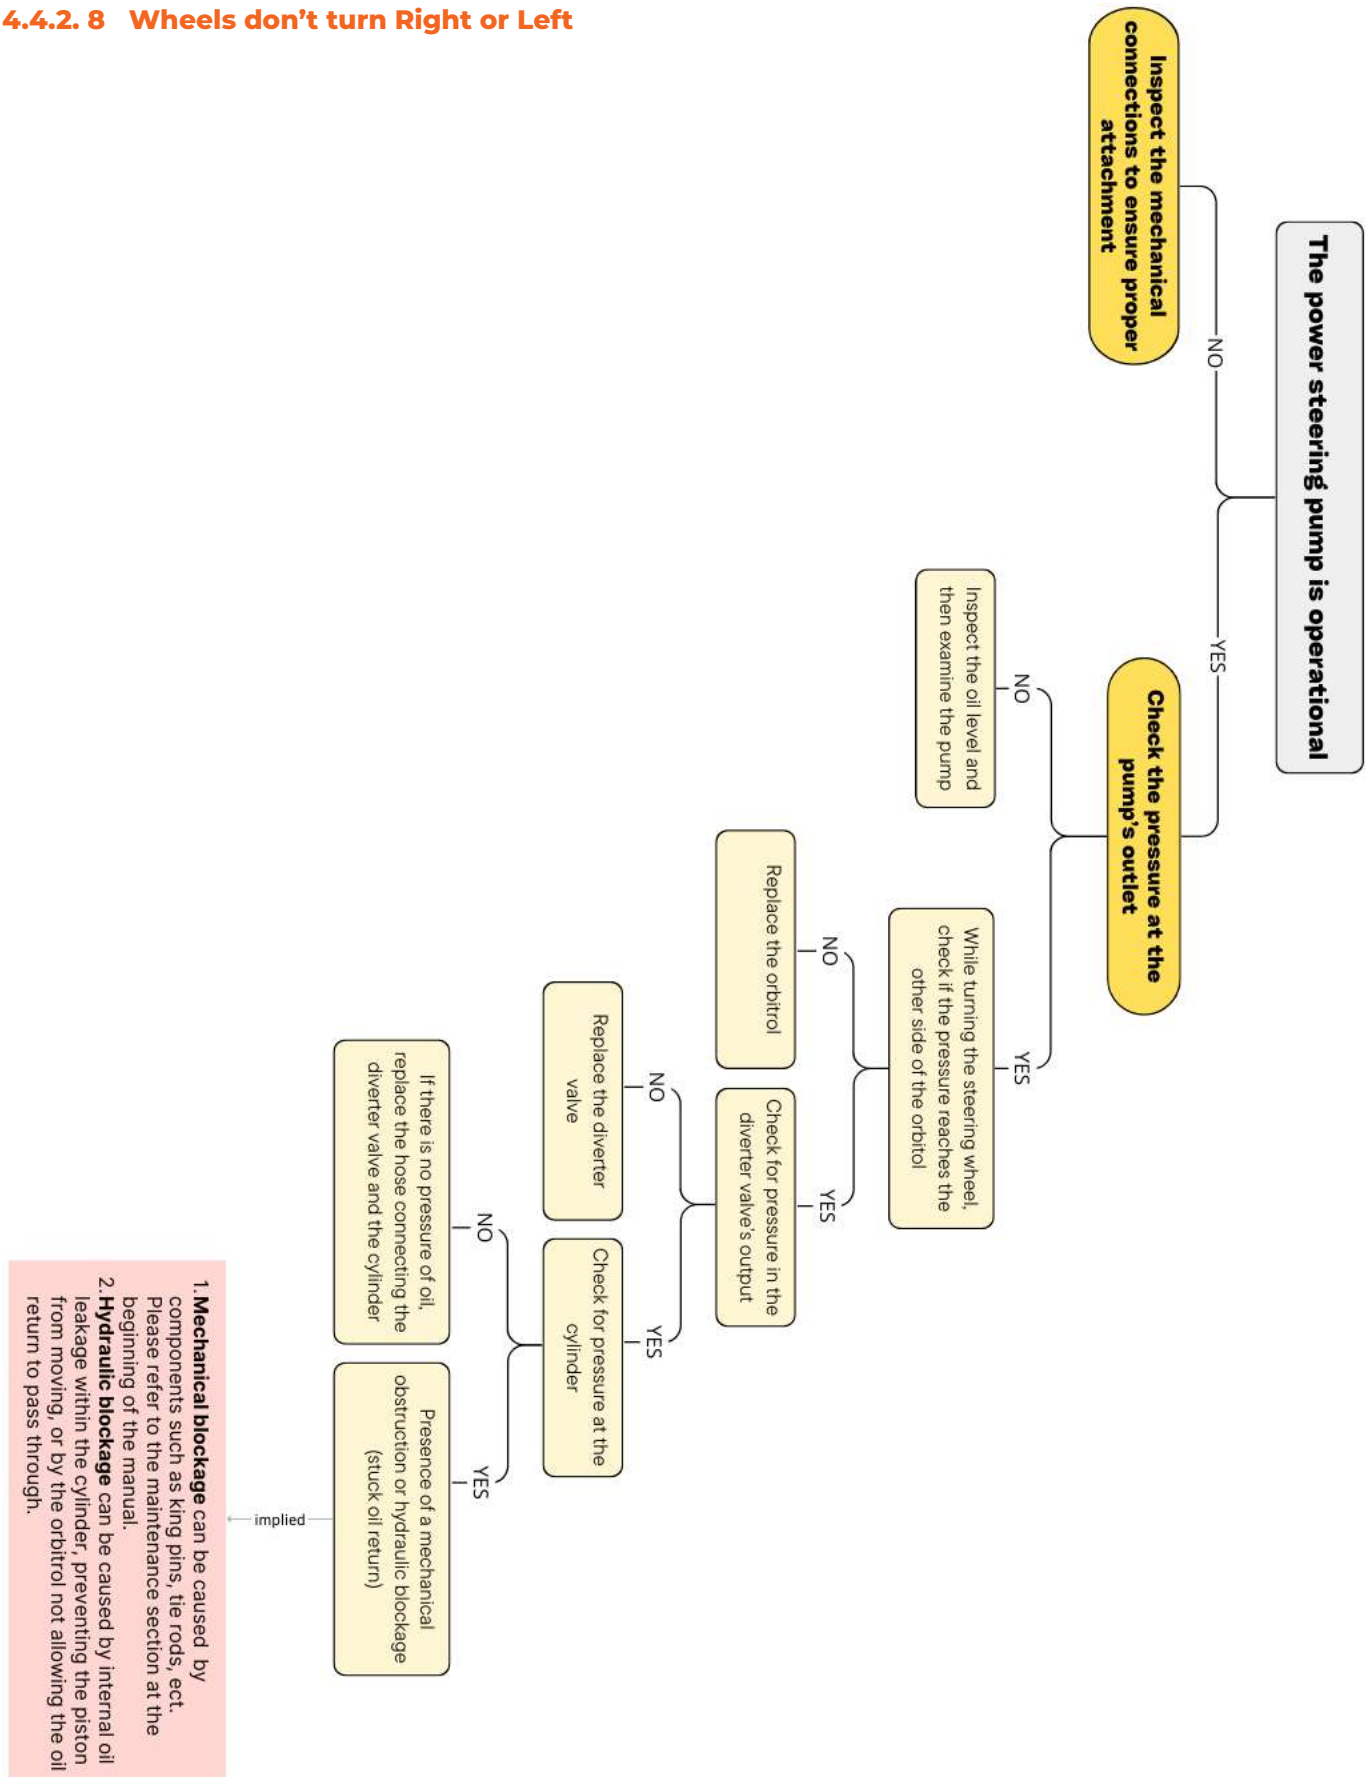 4.4.2. 8 Wheels don't turn Right or Left
The power steering pump is operational
NO
YES
Inspect the mechanical
connections to ensure proper
attachment
Check the pressure at the
pump's outlet
NO
YES
Inspect the oil level and
then examine the pump
While turning the steering wheel,
check if the pressure reaches the
other side of the orbitol
NO
YES
Replace the orbitrol
Check for pressure in the
diverter valve's output
NO
YES
Replace the diverter
valve
Check for pressure at the
cylinder
NO
YES
If there is no pressure of oil,
replace the hose connecting the
diverter valve and the cylinder
Presence of a mechanical
obstruction or hydraulic blockage
(stuck oil return)
implied
1. Mechanical blockage can be caused by
components such as king pins, tie rods, ect.
Please refer to the maintenance section at the
beginning of the manual.
2. Hydraulic blockage can be caused by internal oil
leakage within the cylinder, preventing the piston
from moving, or by the orbitrol not allowing the oil
return to pass through.